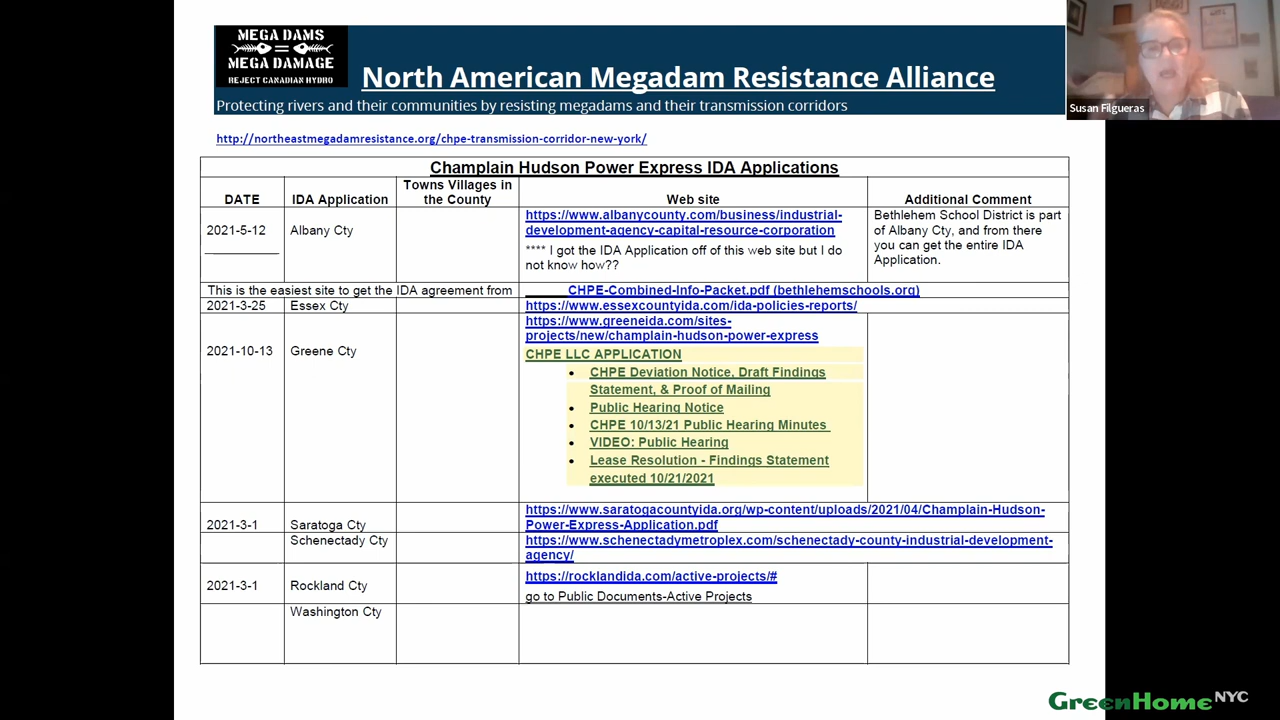 MEGA DAMS
=
MEGA DAMAGE
REJECT CANADIAN HYDRO
North American Megadam Resistance Alliance
Protecting rivers and their communities by resisting megadams and their transmission corridors
Susan Filgueras
http://northeastmegadamresistance.org/chpe-transmission-corridor-new-york/
Champlain Hudson Power Express IDA Applications
DATE
IDA Application
Towns Villages in
the County
Web site
Additional Comment
2021-5-12
Albany Cty
https://www.albanycounty.com/business/industrial-
development-agency-capital-resource-corporation
**** I got the IDA Application off of this web site but I do
not know how??
Bethlehem School District is part
of Albany Cty, and from there
you can get the entire IDA
Application.
This is the easiest site to get the IDA agreement from
CHPE-Combined-Info-Packet.pdf (bethlehemschools.org)
2021-3-25
Essex Cty
https://www.essexcountyida.com/ida-policies-reports/
2021-10-13
Greene Cty
https://www.greeneida.com/sites-
projects/new/champlain-hudson-power-express
CHPE LLC APPLICATION
• CHPE Deviation Notice, Draft Findings
Statement, & Proof of Mailing
• Public Hearing Notice
• CHPE 10/13/21 Public Hearing Minutes
• VIDEO: Public Hearing
• Lease Resolution - Findings Statement
executed 10/21/2021
2021-3-1
Saratoga Cty
https://www.saratogacountyida.org/wp-content/uploads/2021/04/Champlain-Hudson-
Power-Express-Application.pdf
Schenectady Cty
https://www.schenectadymetroplex.com/schenectady-county-industrial-development-
agency/
2021-3-1
Rockland Cty
https://rocklandida.com/active-projects/#
go to Public Documents-Active Projects
Washington Cty
GreenHomeNYC